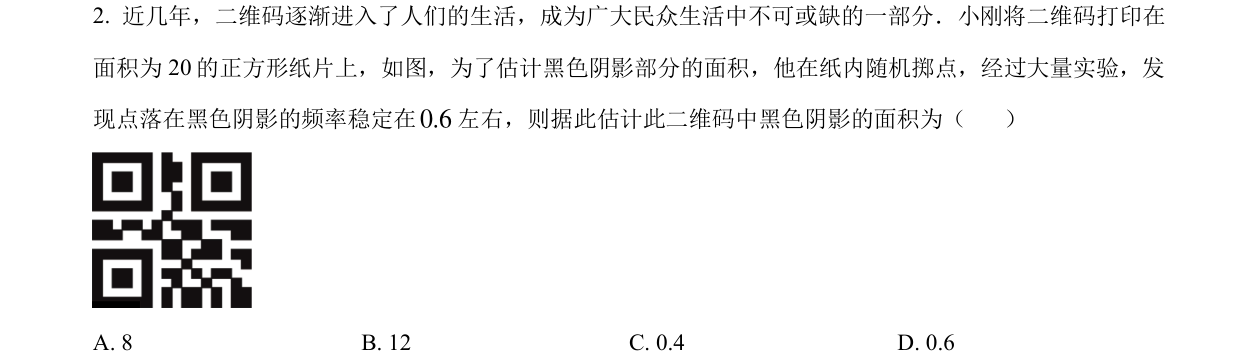 2. 近几年，二维码逐渐进入了人们的生活，成为广大民众生活中不可或缺的一部分．小刚将二维码打印在
面积为 20 的正方形纸片上，如图，为了估计黑色阴影部分的面积，他在纸内随机掷点，经过大量实验，发
现点落在黑色阴影的频率稳定在 0.6 左右，则据此估计此二维码中黑色阴影的面积为（　　）
A. 8 B. 12 C. 0.4 D. 0.6